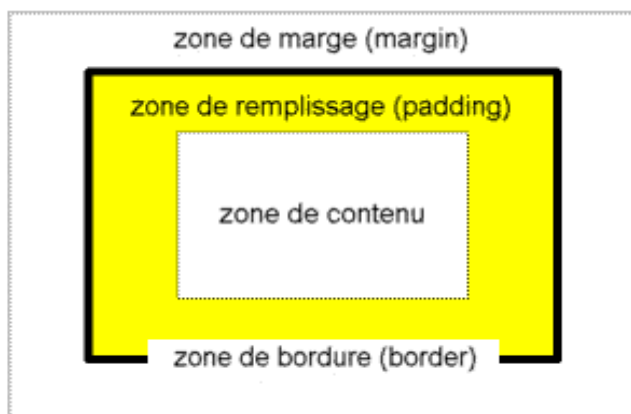 zone de marge (margin)
zone de remplissage (padding)
zone de contenu
zone de bordure (border)